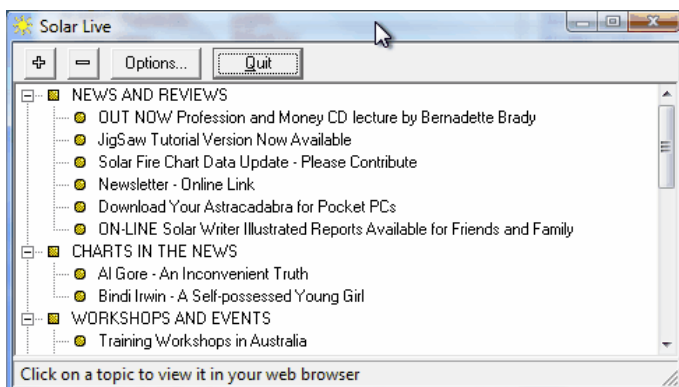 Solar Live
Options... Quit
NEWS AND REVIEWS
OUT NOW Profession and Money CD lecture by Bernadette Brady
JigSaw Tutorial Version Now Available
Solar Fire Chart Data Update - Please Contribute
Newsletter - Online Link
Download Your Astracadabra for Pocket PCs
ON-LINE Solar Writer Illustrated Reports Available for Friends and Family
CHARTS IN THE NEWS
Al Gore - An Inconvenient Truth
Bindi Irwin - A Self-possessed Young Girl
WORKSHOPS AND EVENTS
Training Workshops in Australia
Click on a topic to view it in your web browser